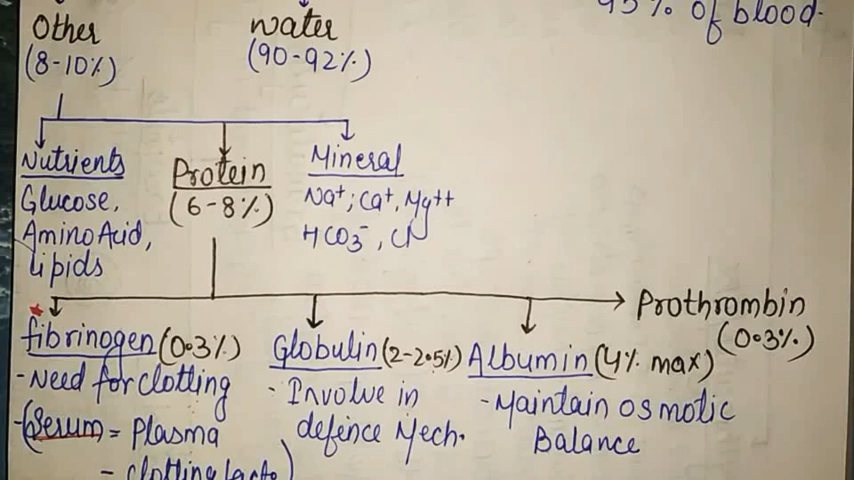 95% of blood.
Other
(8-10%)
water
(90-92%)
Nutrients
Glucose,
Amino Acid,
Lipids
Protein
(6-8%)
Mineral
Na+; Ca+, Mg++
HCO3-, Cl-
Prothrombin
(0.3%)
fibrinogen (0.3%)
- Need for clotting
- (Serum = Plasma
- clotting facto)
Globulin (2-2.5%)
- Involve in
defence Mech.
Albumin (4% max)
- Maintain osmotic
Balance